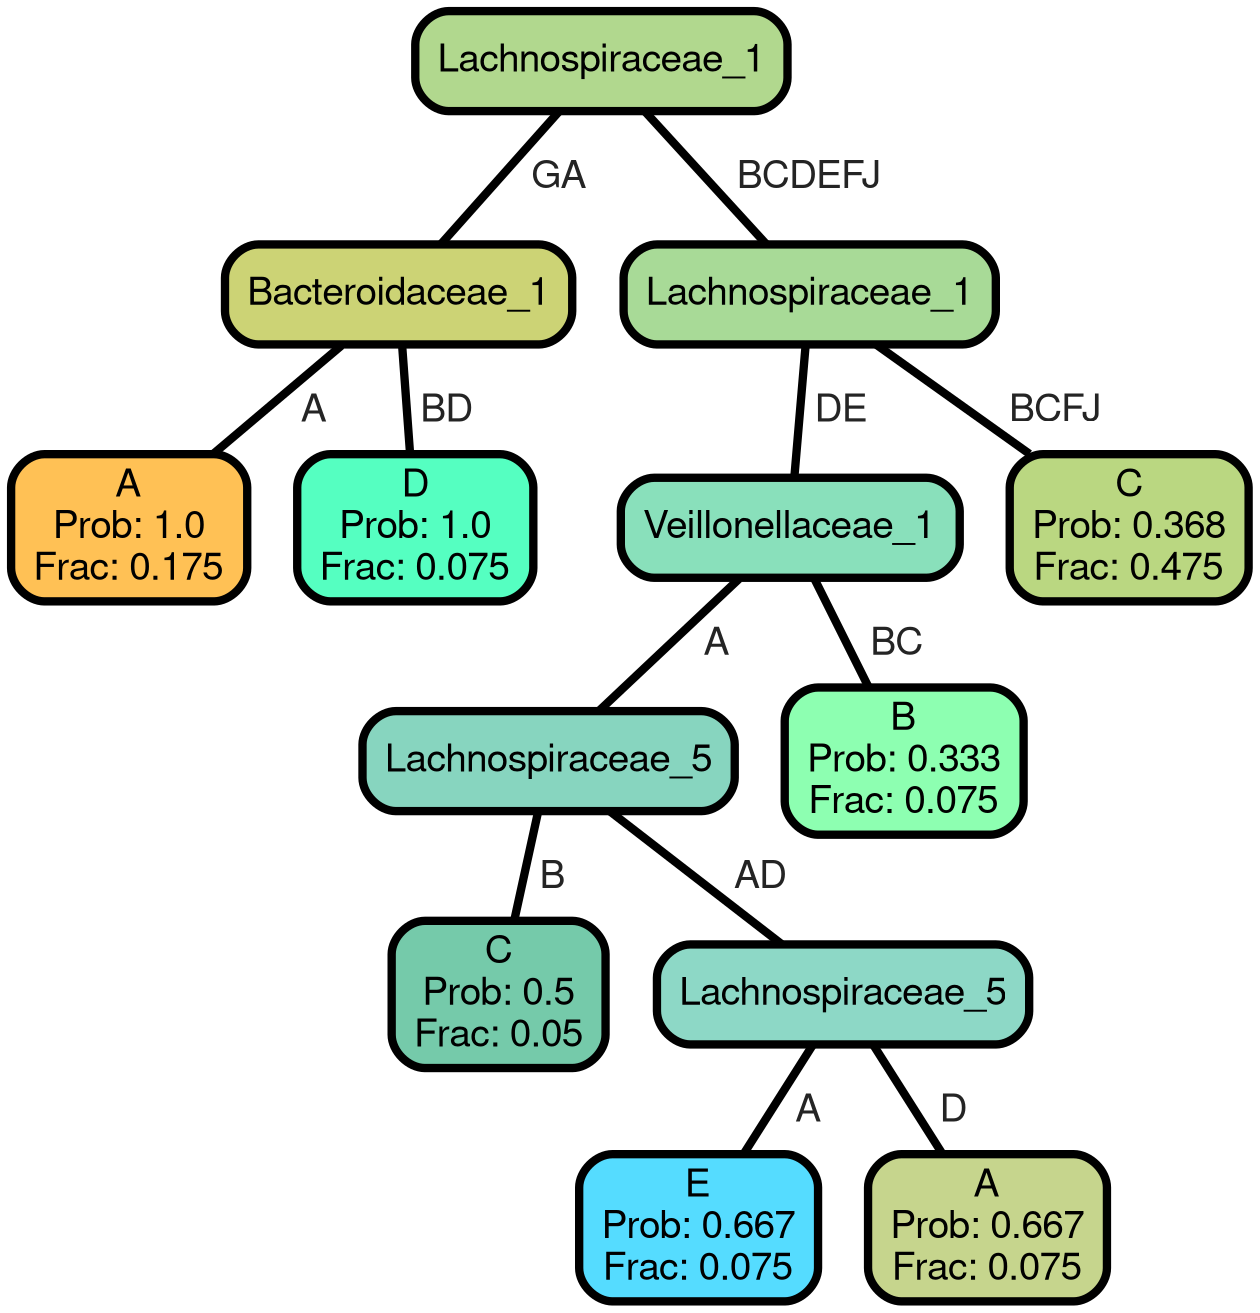 Lachnospiraceae_1
GA
BCDEFJ
Bacteroidaceae_1
Lachnospiraceae_1
A
BD
DE
BCFJ
A
Prob: 1.0
Frac: 0.175
D
Prob: 1.0
Frac: 0.075
Veillonellaceae_1
C
Prob: 0.368
Frac: 0.475
A
BC
Lachnospiraceae_5
B
Prob: 0.333
Frac: 0.075
B
AD
C
Prob: 0.5
Frac: 0.05
Lachnospiraceae_5
A
D
E
Prob: 0.667
Frac: 0.075
A
Prob: 0.667
Frac: 0.075